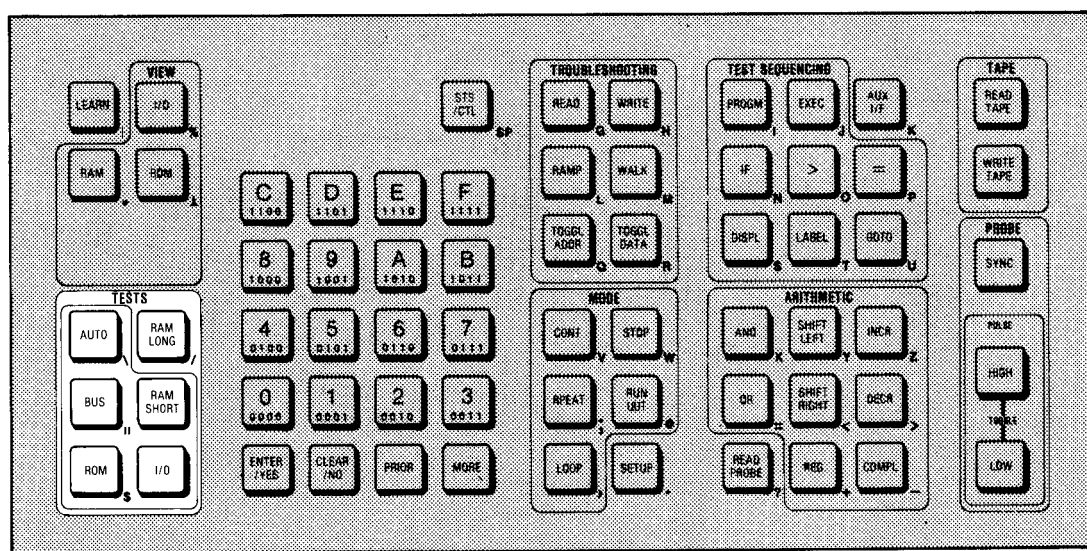 VIEW
LEARN
I/O
%
RAM
*
ROM
TESTS
AUTO
\
RAM LONG
/
BUS
"
RAM SHORT
ROM
$
I/O
STS /CTL
SP
C 1100
D 1101
E 1110
F 1111
8 1000
9 1001
A 1010
B 1011
4 0100
5 0101
6 0110
7 0111
0 0000
1 0001
2 0010
3 0011
ENTER /YES
CLEAR /NO
PRIOR
MORE
TROUBLESHOOTING
READ
G
WRITE
H
RAMP
L
WALK
M
TOGGL ADDR
Q
TOGGL DATA
R
MODE
CONT
V
STOP
W
RPEAT
;
RUN UUT
@
LOOP
SETUP
.
TEST SEQUENCING
PROGM
I
EXEC
J
AUX I/F
K
IF
N
>
O
=
P
DISPL
S
LABEL
T
GOTO
U
ARITHMETIC
AND
SHIFT LEFT
Y
INCR
Z
OR
=
SHIFT RIGHT
<
DECR
>
READ PROBE
?
REG
+
COMPL
–
TAPE
READ TAPE
WRITE TAPE
PROBE
SYNC
PULSE
HIGH
TOGGLE
LOW